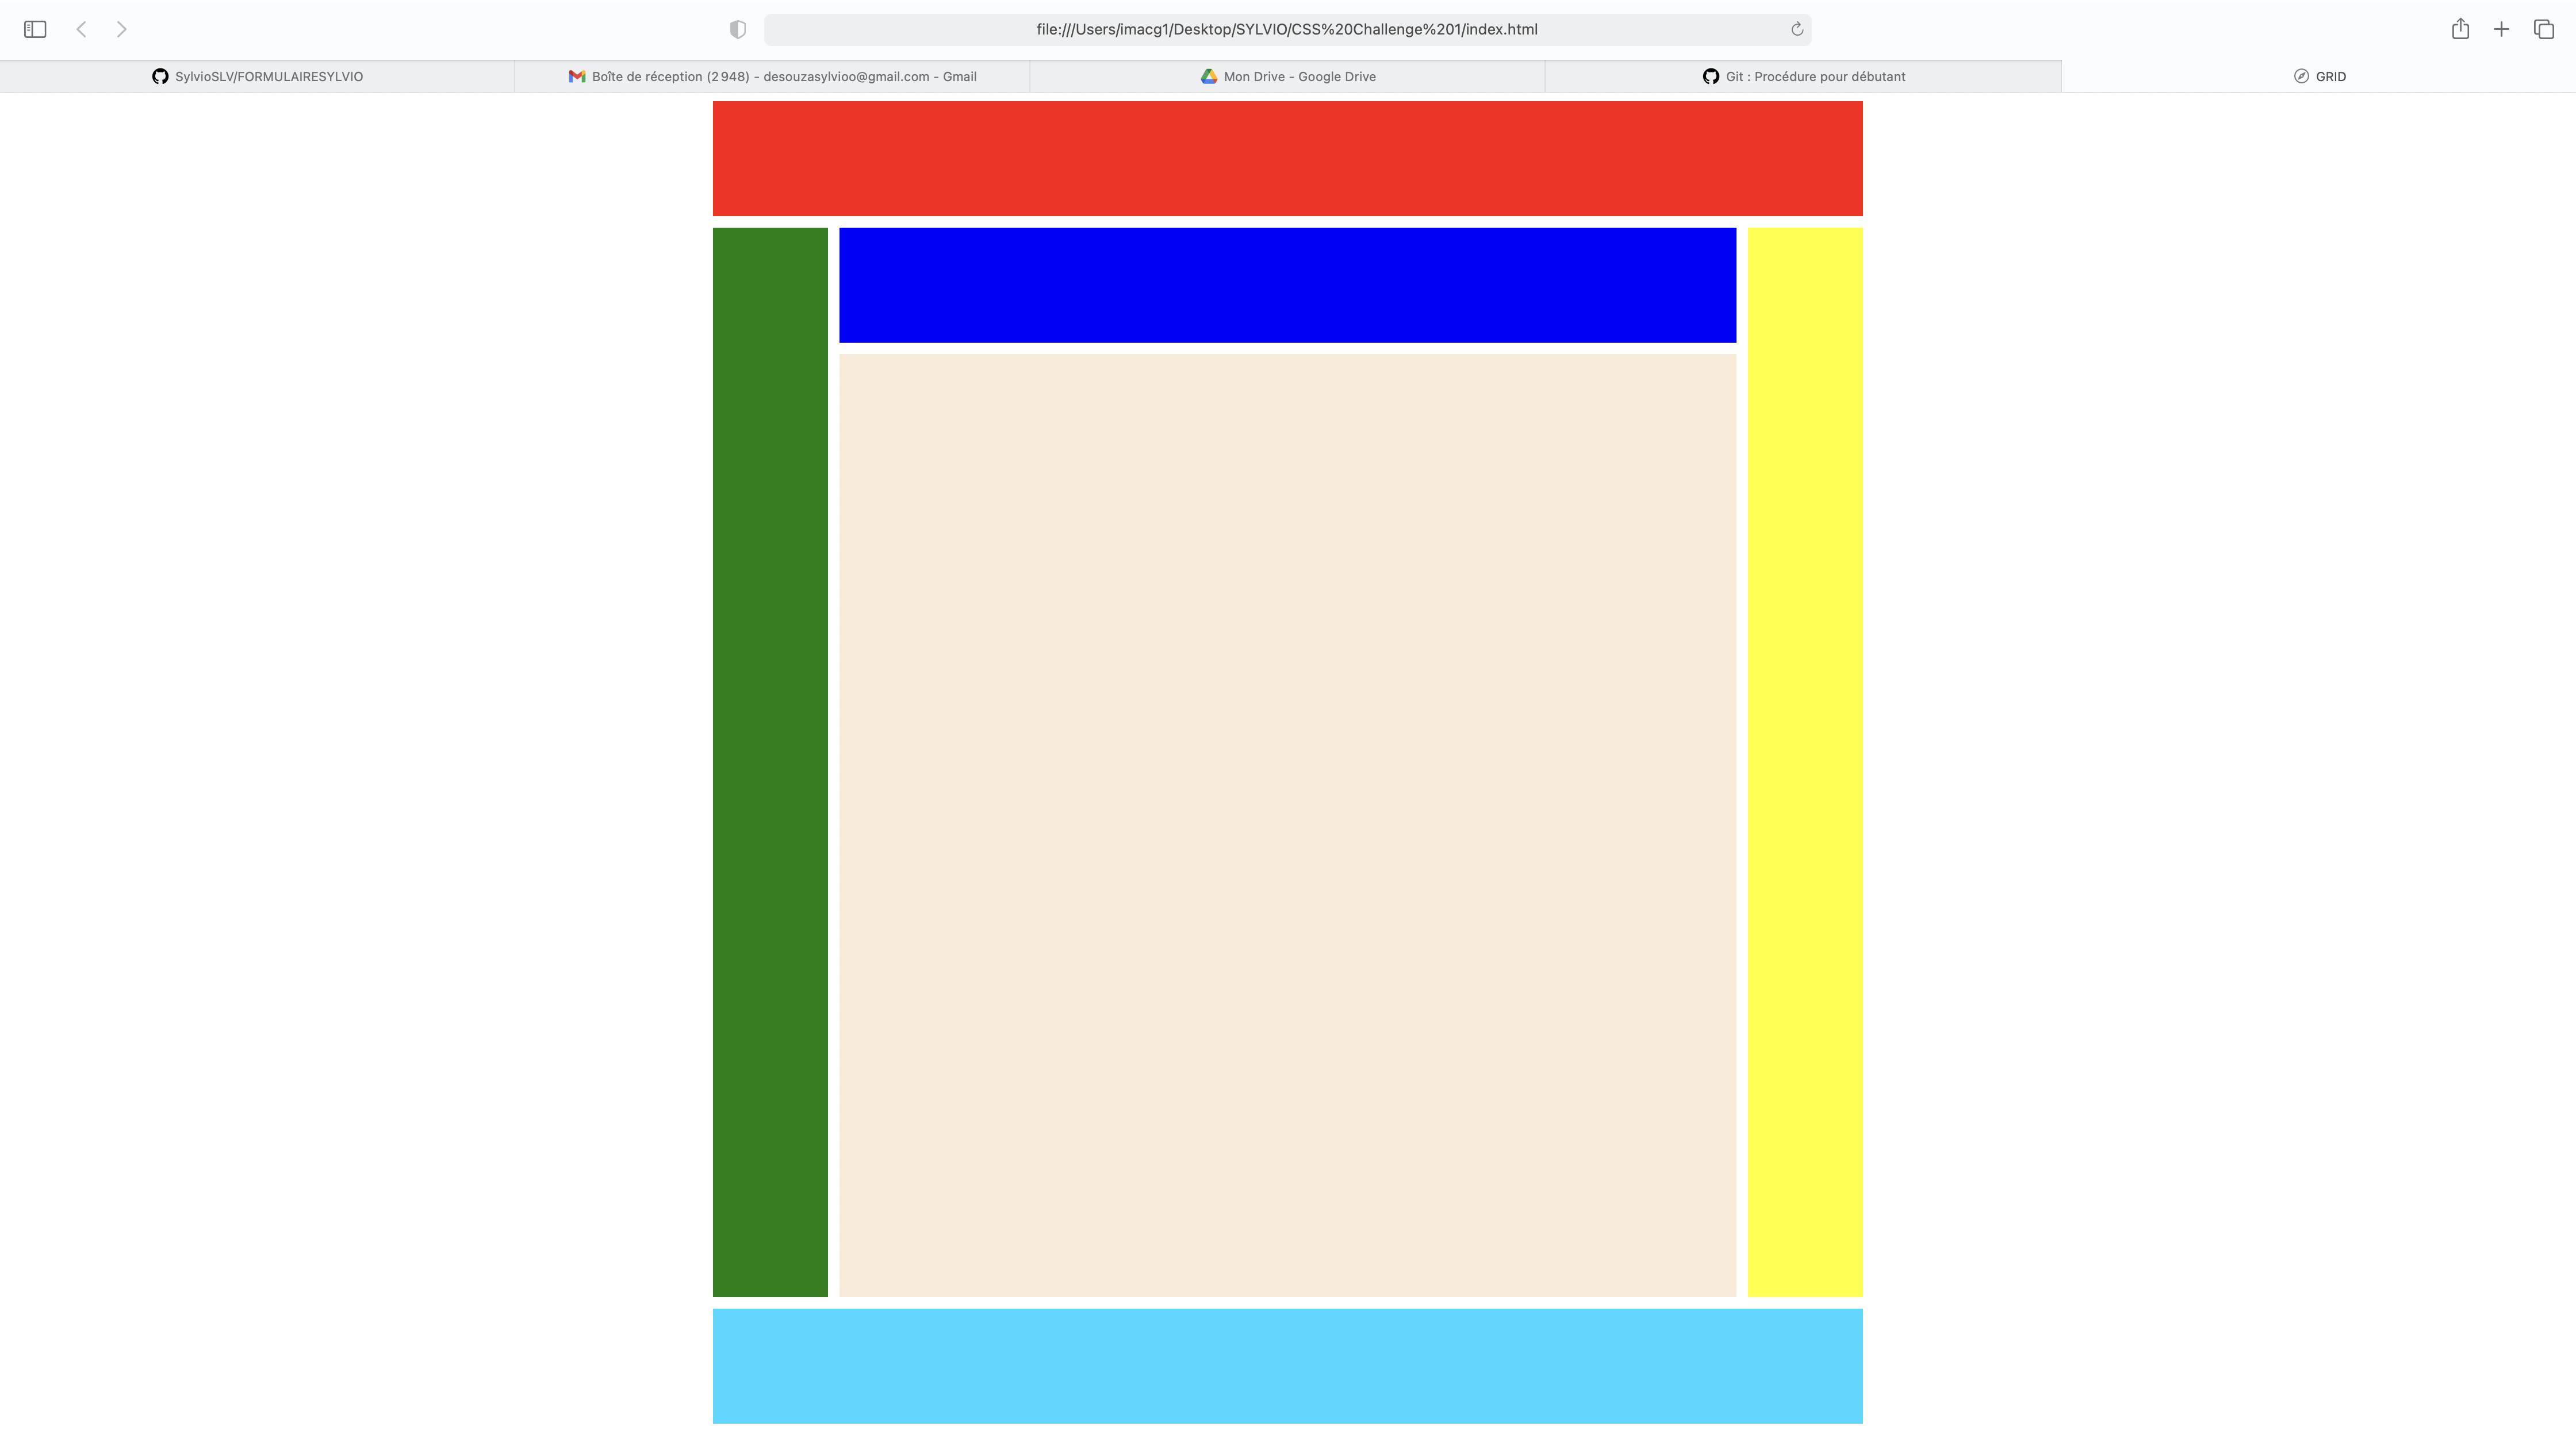 file:///Users/imacg1/Desktop/SYLVIO/CSS%20Challenge%201/index.html
SylvioSLV/FORMULAIRESYLVIO
Boîte de réception (2 948) - desouzasylvioo@gmail.com - Gmail
Mon Drive - Google Drive
Git : Procédure pour débutant
GRID